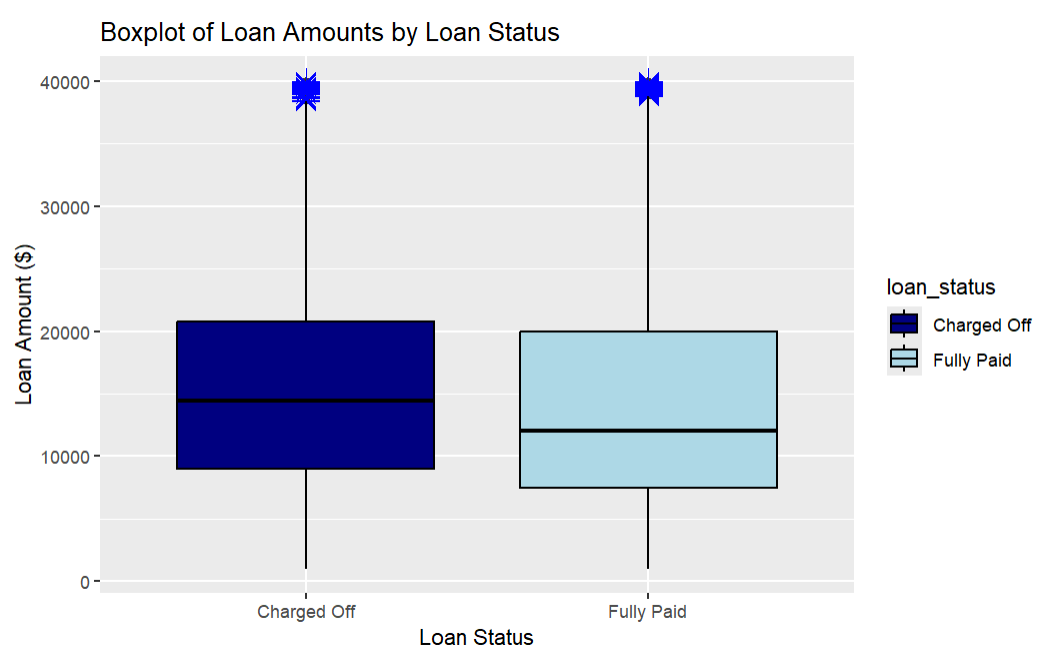 Boxplot of Loan Amounts by Loan Status
40000
30000
20000
10000
0
Loan Amount ($)
Charged Off
Fully Paid
Loan Status
loan_status
Charged Off
Fully Paid